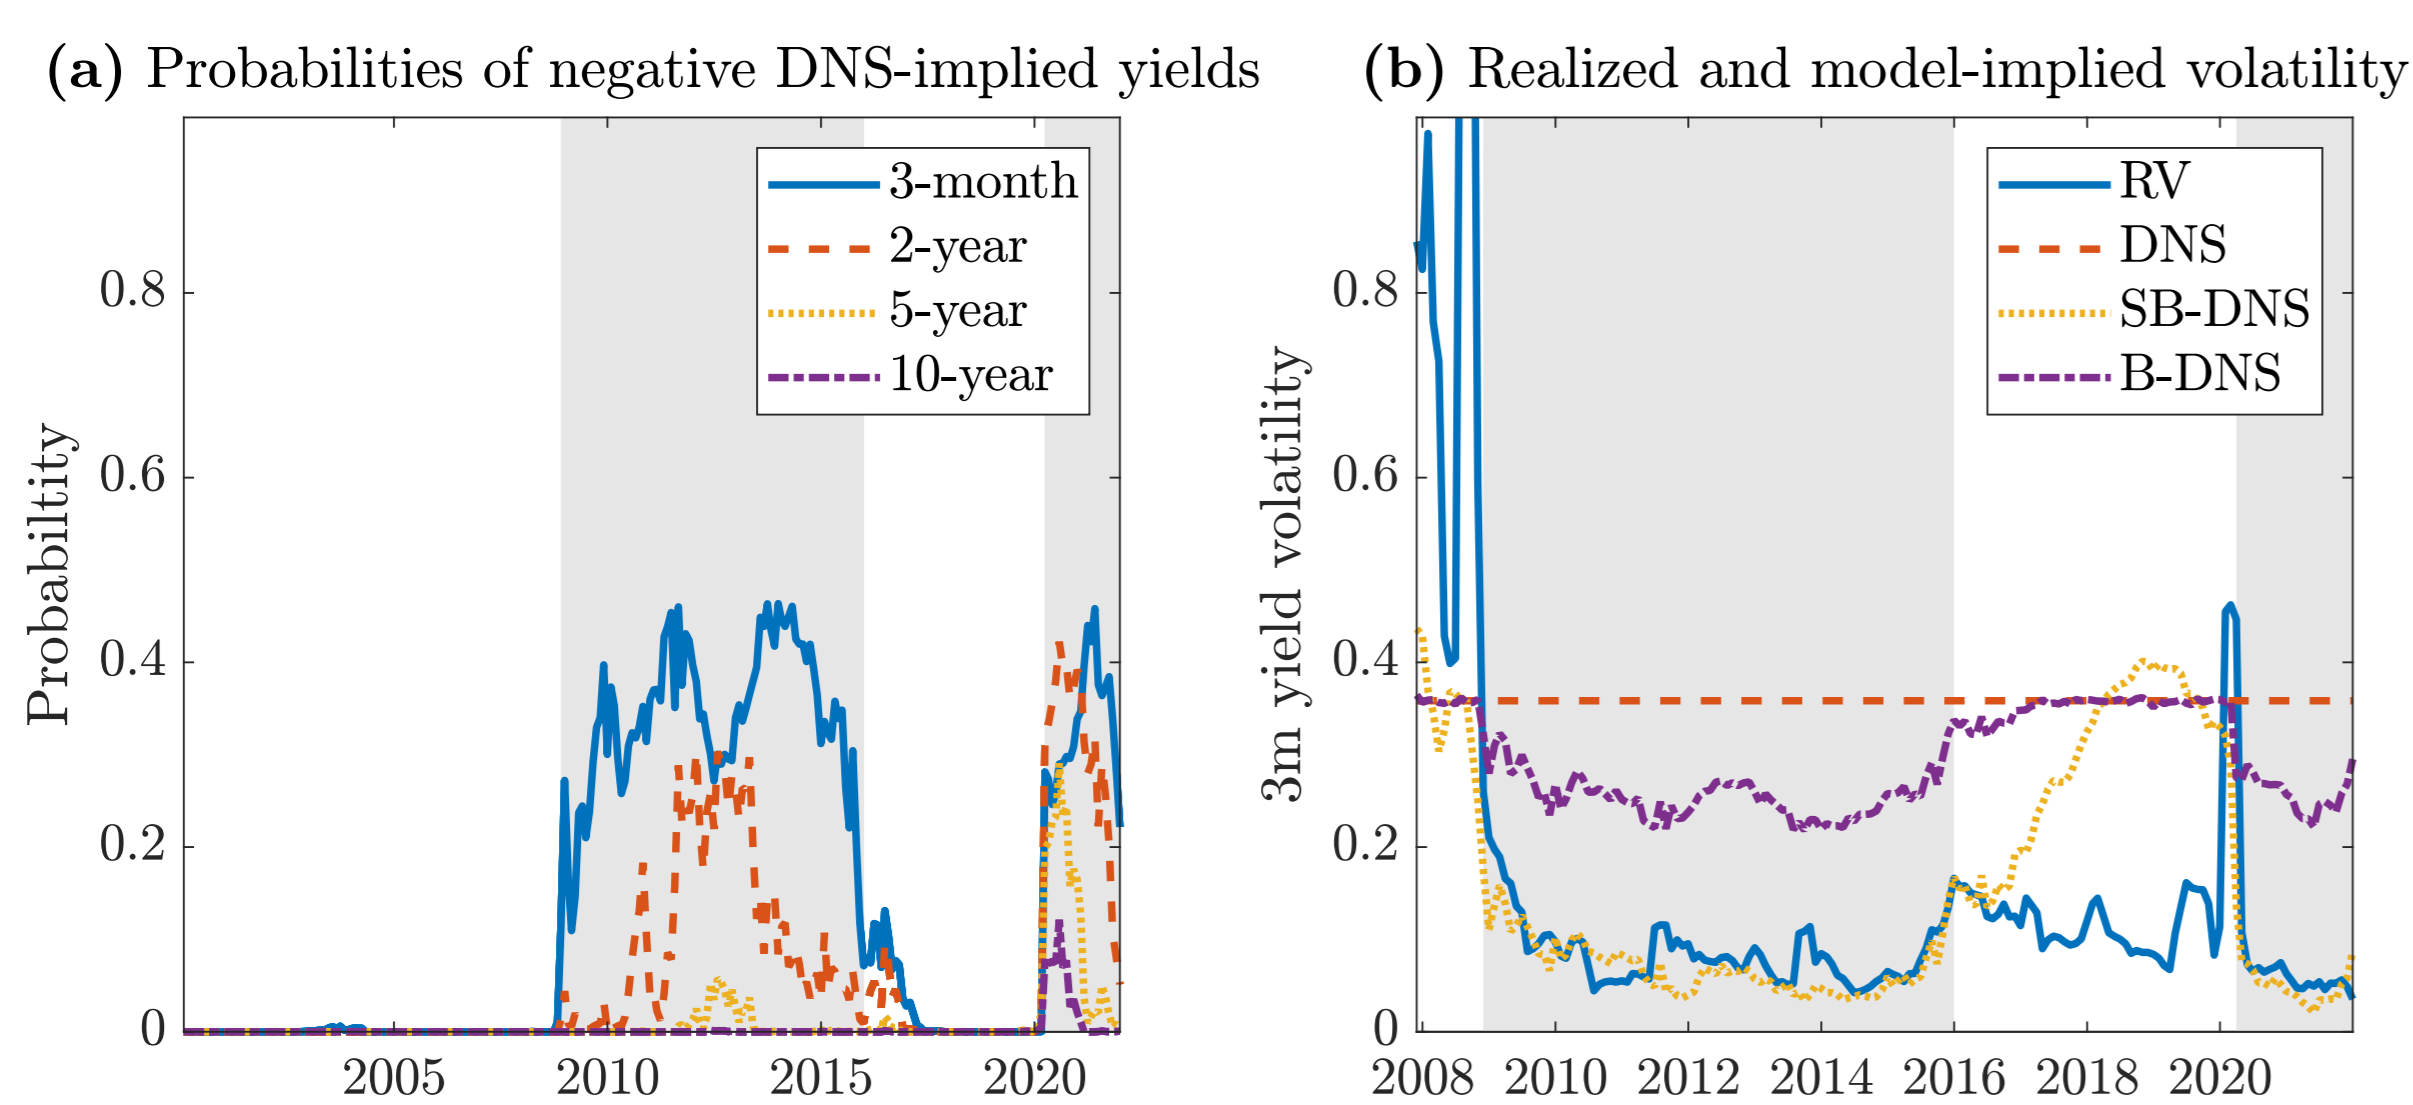 (a) Probabilities of negative DNS-implied yields
Probability
0.8
0.6
0.4
0.2
0
2005 2010 2015 2020
3-month
2-year
5-year
10-year
(b) Realized and model-implied volatility
3m yield volatility
0.8
0.6
0.4
0.2
0
2008 2010 2012 2014 2016 2018 2020
RV
DNS
SB-DNS
B-DNS